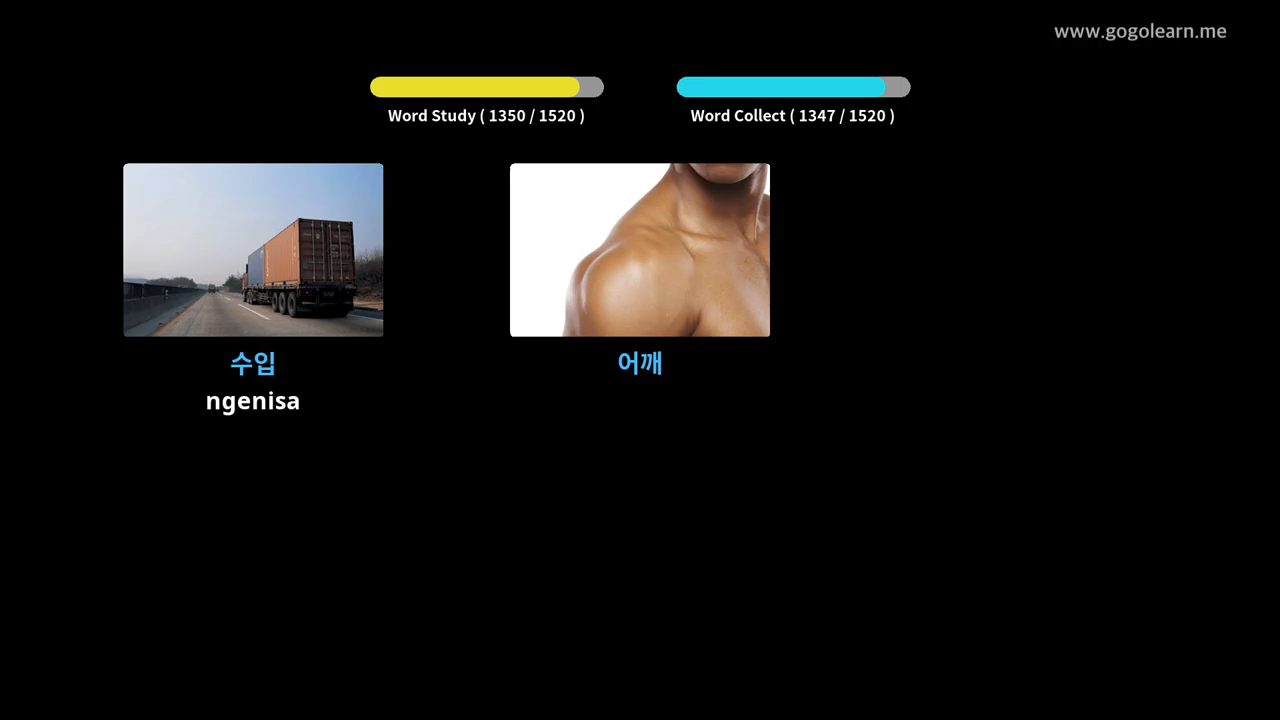 www.gogolearn.me
Word Study ( 1350 / 1520 )
Word Collect ( 1347 / 1520 )
수입
어깨
ngenisa